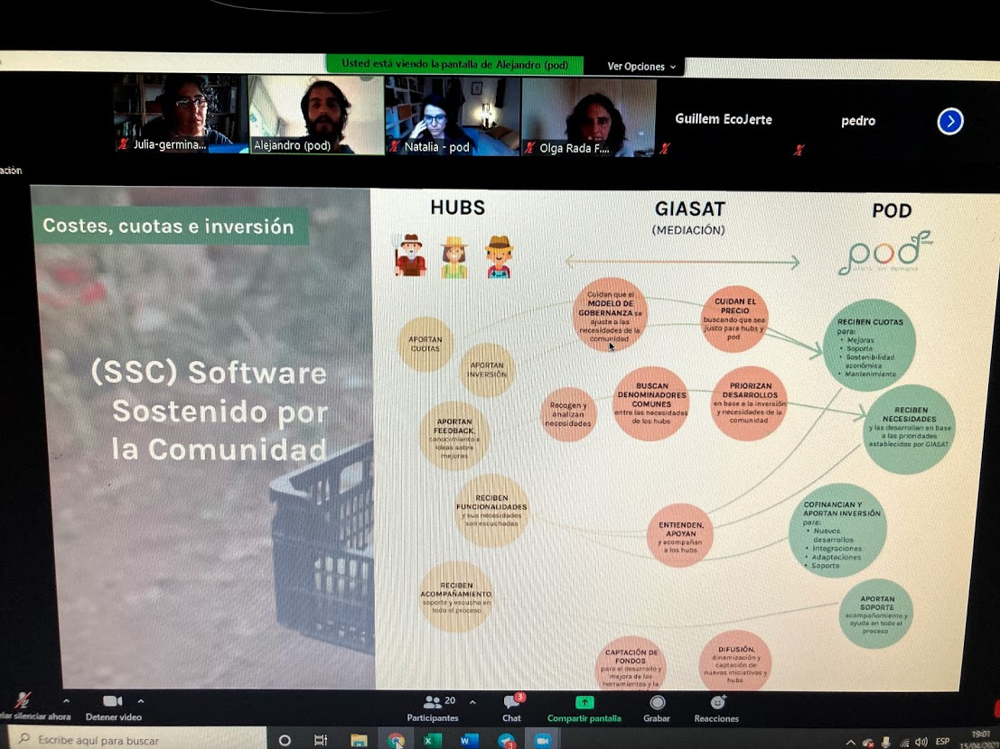 Usted está viendo la pantalla de Alejandro (pod)
Ver Opciones
Julia-germina...
Alejandro (pod)
Natalia - pod
Olga Rada F....
Guillem EcoJerte
pedro
ación
Costes, cuotas e inversión
(SSC) Software
Sostenido por
la Comunidad
HUBS
GIASAT
(MEDIACIÓN)
POD
pod
coop
APORTAN
CUOTAS
APORTAN
INVERSIÓN
APORTAN
FEEDBACK,
conocimiento e
ideas sobre
mejoras
RECIBEN
FUNCIONALIDADES
y sus necesidades
son escuchadas
RECIBEN
ACOMPAÑAMIENTO,
soporte y escucha en
todo el proceso
Cuidan que el
MODELO DE
GOBERNANZA se
ajuste a las
necesidades de la
comunidad
CUIDAN EL
PRECIO
buscando que sea
justo para hubs y
pod
Recogen y
analizan
necesidades
BUSCAN
DENOMINADORES
COMUNES
entre las necesidades
de los hubs
PRIORIZAN
DESARROLLOS
en base a la inversión
y necesidades de la
comunidad
ENTIENDEN,
APOYAN
y acompañan
a los hubs
CAPTACIÓN DE
FONDOS
para el desarrollo y
mejora de las
herramientas y la
DIFUSIÓN,
dinamización y
captación de
nuevas iniciativas y
hubs
RECIBEN CUOTAS
para:
• Mejoras
• Soporte
• Sostenibilidad
económica
• Mantenimiento
RECIBEN
NECESIDADES
y las desarrollan en base
a las prioridades
establecidos por GIASAT
COFINANCIAN Y
APORTAN INVERSIÓN
para:
• Nuevos
desarrollos
• Integraciones
• Adaptaciones
• Soporte
APORTAN
SOPORTE
acompañamiento y
ayuda en todo el
proceso
silenciar ahora
Detener video
20
Participantes
3
Chat
Compartir pantalla
Grabar
Reacciones
Escribe aquí para buscar
3
ESP
19:01